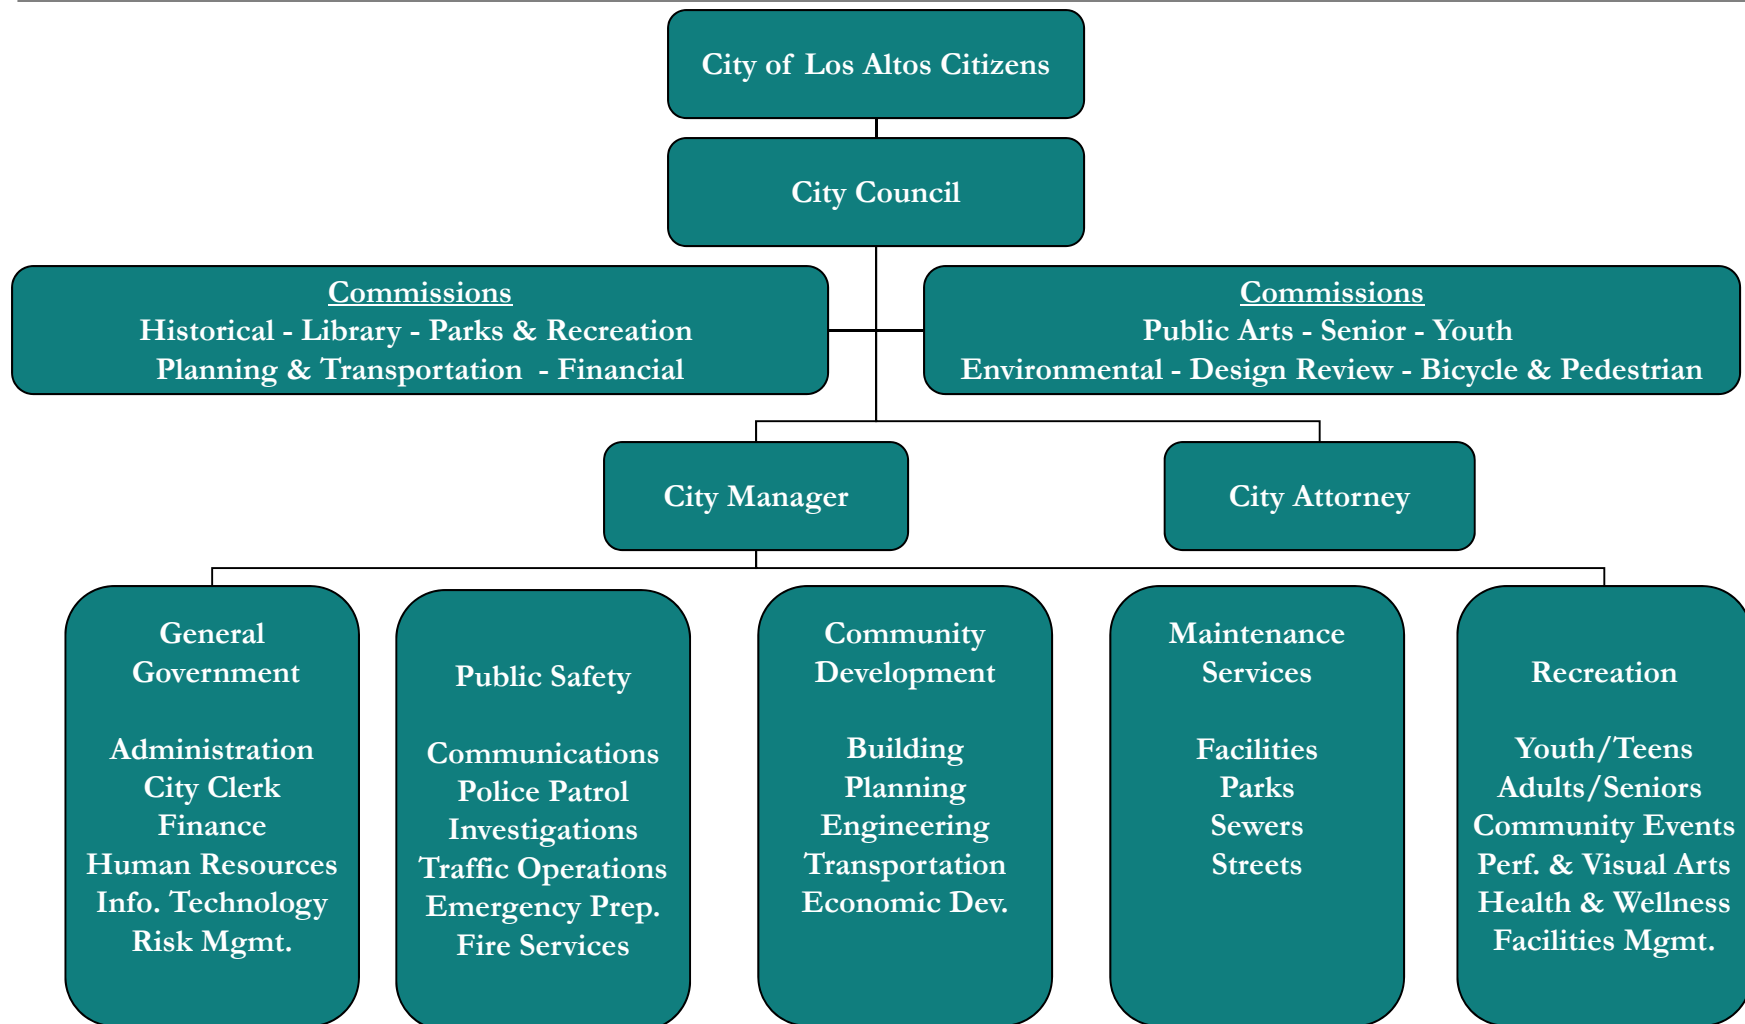 City of Los Altos Citizens
City Council
Commissions
Historical - Library - Parks & Recreation
Planning & Transportation - Financial
Commissions
Public Arts - Senior - Youth
Environmental - Design Review - Bicycle & Pedestrian
City Manager
City Attorney
General
Government
Administration
City Clerk
Finance
Human Resources
Info. Technology
Risk Mgmt.
Public Safety
Communications
Police Patrol
Investigations
Traffic Operations
Emergency Prep.
Fire Services
Community
Development
Building
Planning
Engineering
Transportation
Economic Dev.
Maintenance
Services
Facilities
Parks
Sewers
Streets
Recreation
Youth/Teens
Adults/Seniors
Community Events
Perf. & Visual Arts
Health & Wellness
Facilities Mgmt.